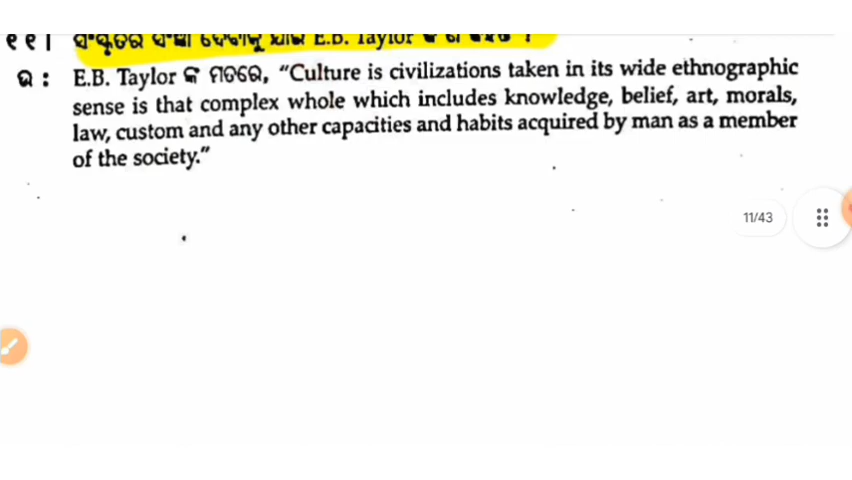 ୧୧। ସଂସ୍କୃତିର ସଂଜ୍ଞା ଦେବାକୁ ଯାଇ E.B. Taylor କ'ଣ କହନ୍ତି ?
ଉ : E.B. Taylor ଙ୍କ ମତରେ, “Culture is civilizations taken in its wide ethnographic
sense is that complex whole which includes knowledge, belief, art, morals,
law, custom and any other capacities and habits acquired by man as a member
of the society.”
11/43